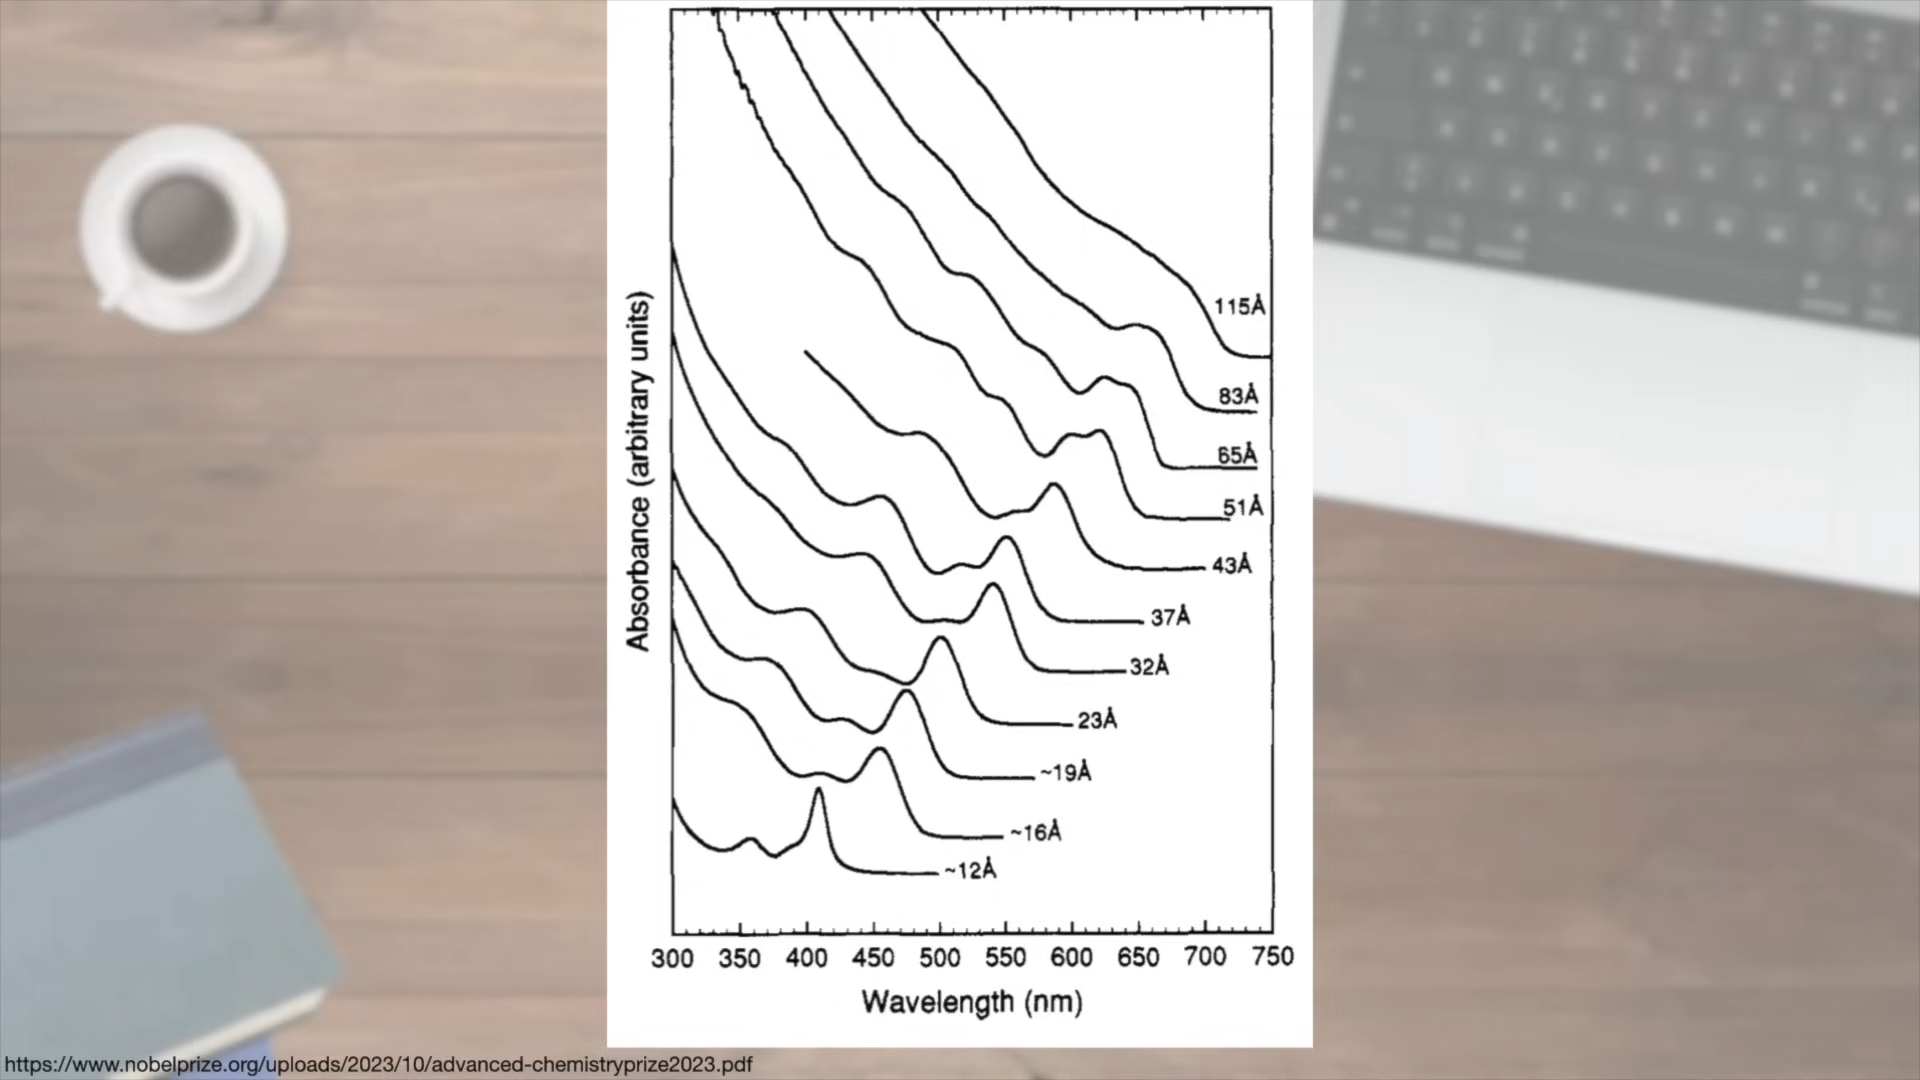 Absorbance (arbitrary units)
115Å
83Å
65Å
51Å
43Å
37Å
32Å
23Å
~19Å
~16Å
~12Å
300 350 400 450 500 550 600 650 700 750
Wavelength (nm)
https://www.nobelprize.org/uploads/2023/10/advanced-chemistryprize2023.pdf